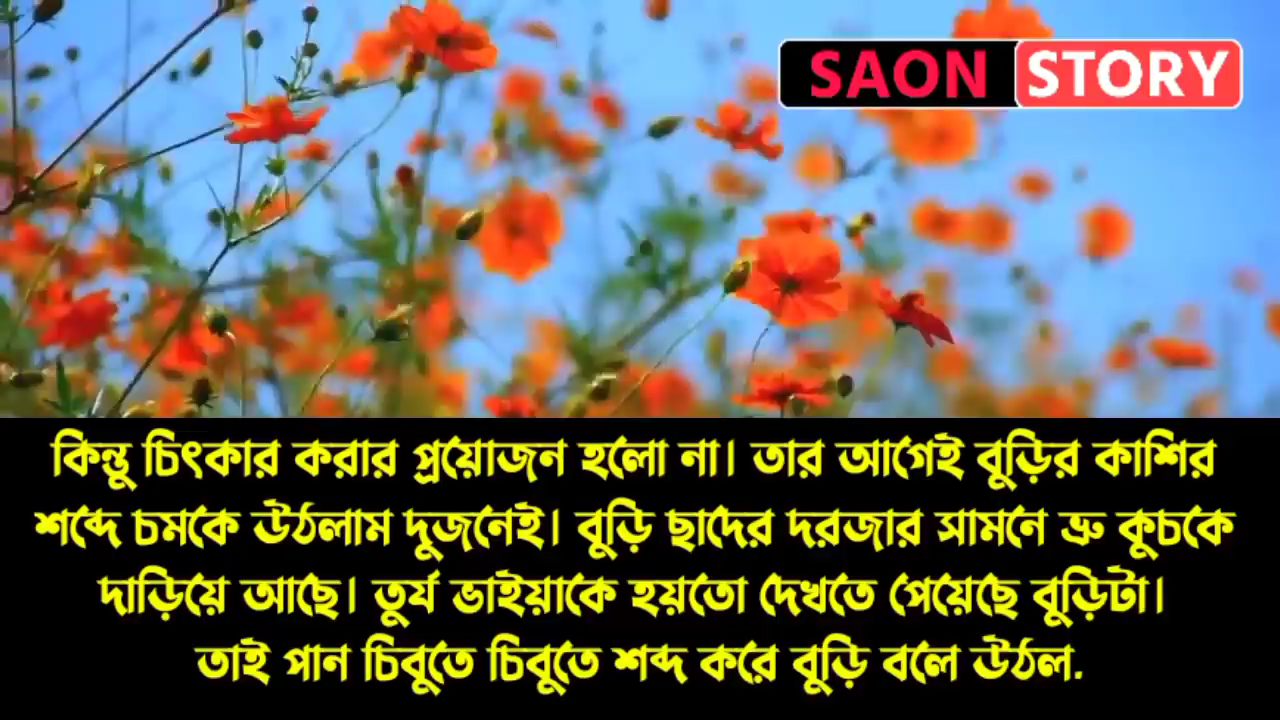 SAON STORY
কিন্তু চিৎকার করার প্রয়োজন হলো না। তার আগেই বুড়ির কাশির
শব্দে চমকে উঠলাম দুজনেই। বুড়ি ছাদের দরজার সামনে ভ্রু কুচকে
দাড়িয়ে আছে। তুর্য ভাইয়াকে হয়তো দেখতে পেয়েছে বুড়িটা।
তাই পান চিবুতে চিবুতে শব্দ করে বুড়ি বলে উঠল.